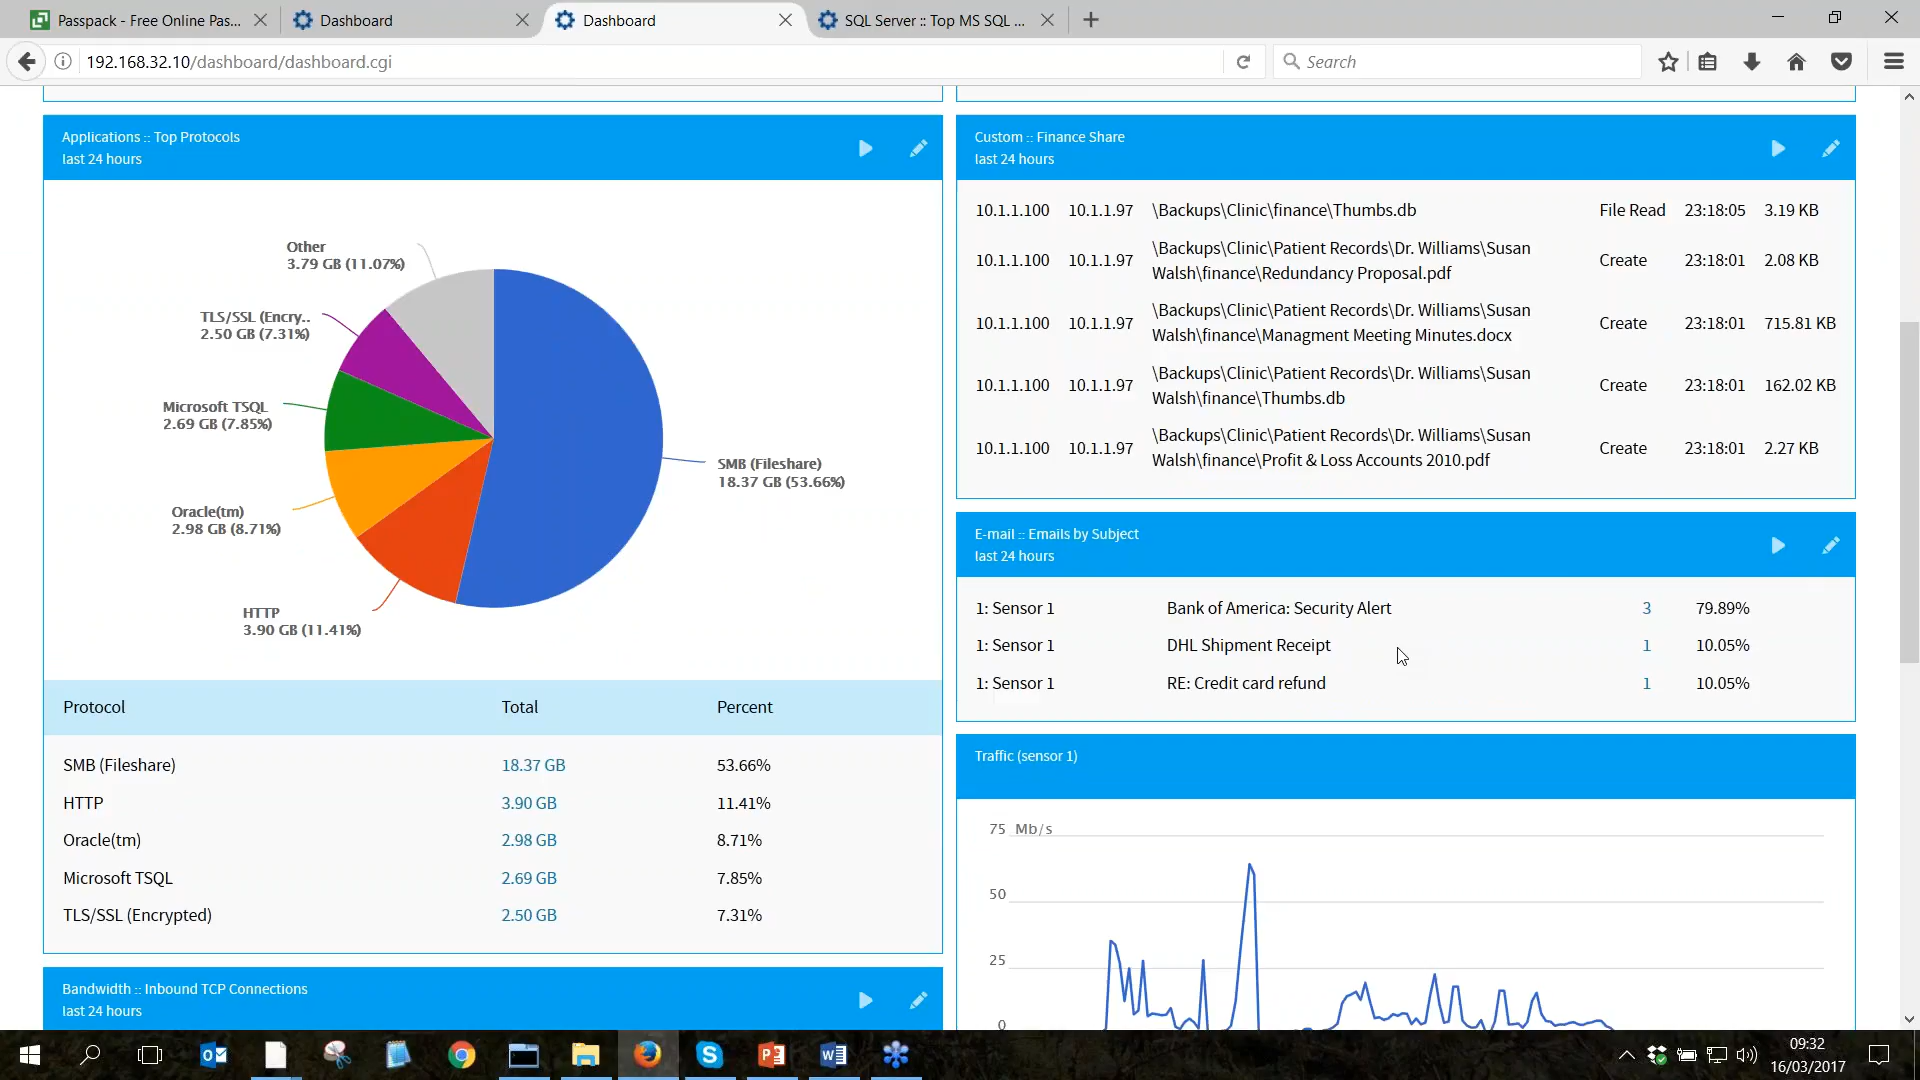 Passpack - Free Online Pas...
Dashboard
Dashboard
SQL Server :: Top MS SQL ...
192.168.32.10/dashboard/dashboard.cgi
Search
Applications :: Top Protocols
last 24 hours
Other
3.79 GB (11.07%)
TLS/SSL (Encry..
2.50 GB (7.31%)
Microsoft TSQL
2.69 GB (7.85%)
SMB (Fileshare)
18.37 GB (53.66%)
Oracle(tm)
2.98 GB (8.71%)
HTTP
3.90 GB (11.41%)
Protocol Total Percent
SMB (Fileshare) 18.37 GB 53.66%
HTTP 3.90 GB 11.41%
Oracle(tm) 2.98 GB 8.71%
Microsoft TSQL 2.69 GB 7.85%
TLS/SSL (Encrypted) 2.50 GB 7.31%
Bandwidth :: Inbound TCP Connections
last 24 hours
Custom :: Finance Share
last 24 hours
10.1.1.100 10.1.1.97 \Backups\Clinic\finance\Thumbs.db File Read 23:18:05 3.19 KB
\Backups\Clinic\Patient Records\Dr. Williams\Susan
10.1.1.100 10.1.1.97 Walsh\finance\Redundancy Proposal.pdf Create 23:18:01 2.08 KB
\Backups\Clinic\Patient Records\Dr. Williams\Susan
10.1.1.100 10.1.1.97 Walsh\finance\Managment Meeting Minutes.docx Create 23:18:01 715.81 KB
\Backups\Clinic\Patient Records\Dr. Williams\Susan
10.1.1.100 10.1.1.97 Walsh\finance\Thumbs.db Create 23:18:01 162.02 KB
\Backups\Clinic\Patient Records\Dr. Williams\Susan
10.1.1.100 10.1.1.97 Walsh\finance\Profit & Loss Accounts 2010.pdf Create 23:18:01 2.27 KB
E-mail :: Emails by Subject
last 24 hours
1: Sensor 1 Bank of America: Security Alert 3 79.89%
1: Sensor 1 DHL Shipment Receipt 1 10.05%
1: Sensor 1 RE: Credit card refund 1 10.05%
Traffic (sensor 1)
75 Mb/s
50
25
0
09:32
16/03/2017